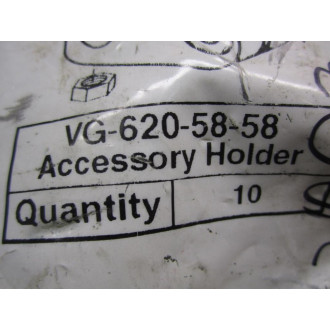 VG-620-58-58
Accessory Holder
Quantity 10